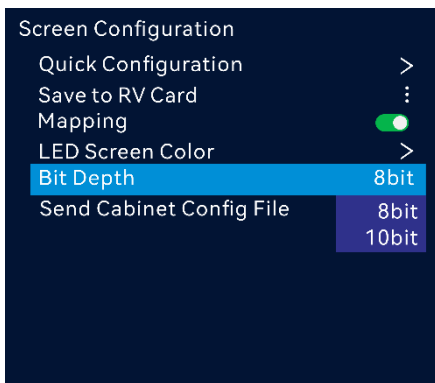 Screen Configuration
Quick Configuration >
Save to RV Card
Mapping
LED Screen Color >
Bit Depth 8bit
Send Cabinet Config File 8bit
10bit